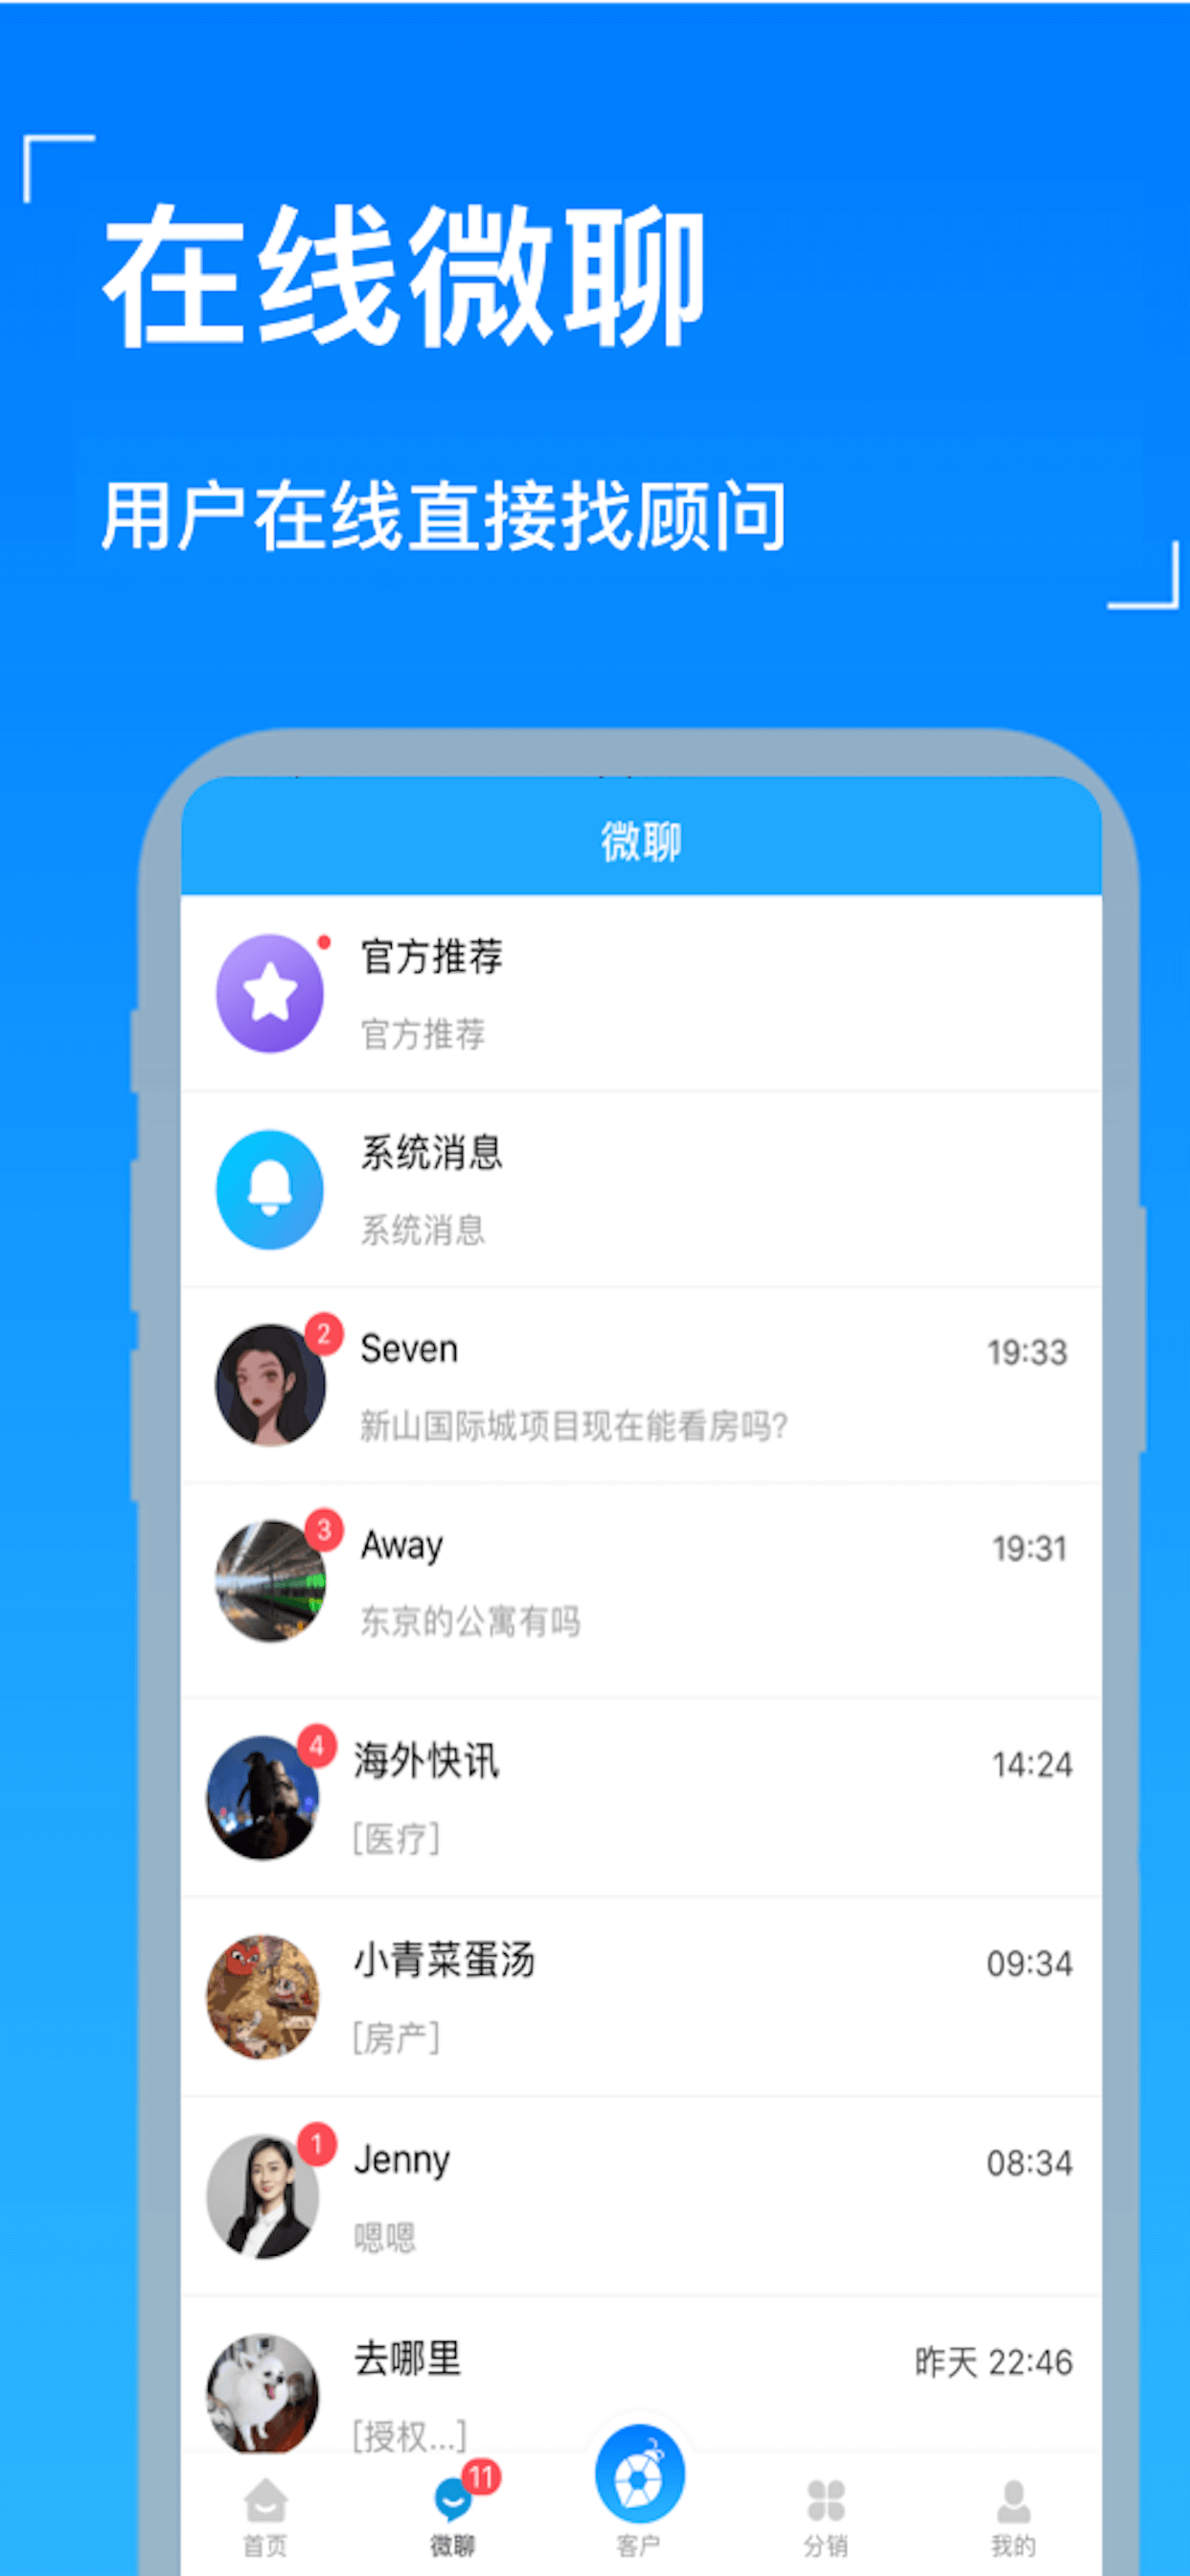 在线微聊
用户在线直接找顾问
微聊
官方推荐
官方推荐
系统消息
系统消息
2
Seven
19:33
新山国际城项目现在能看房吗?
3
Away
19:31
东京的公寓有吗
4
海外快讯
14:24
[医疗]
小青菜蛋汤
09:34
[房产]
1
Jenny
08:34
嗯嗯
去哪里
昨天 22:46
[授权...]
11
首页
微聊
客户
分销
我的